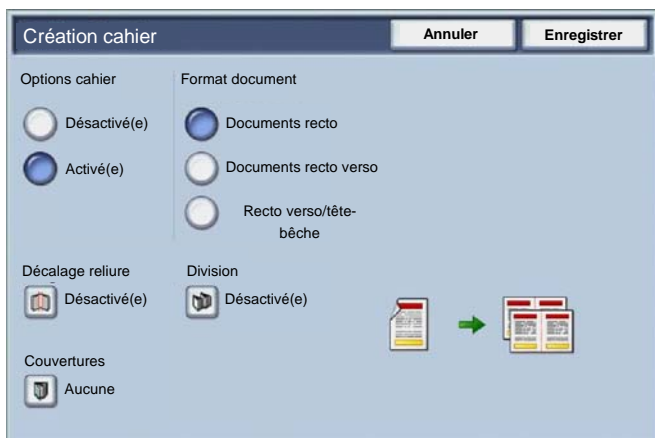 Création cahier
Annuler
Enregistrer
Options cahier
Format document
Désactivé(e)
Documents recto
Activé(e)
Documents recto verso
Recto verso/tête-
bêche
Décalage reliure
Division
Désactivé(e)
Désactivé(e)
Couvertures
Aucune